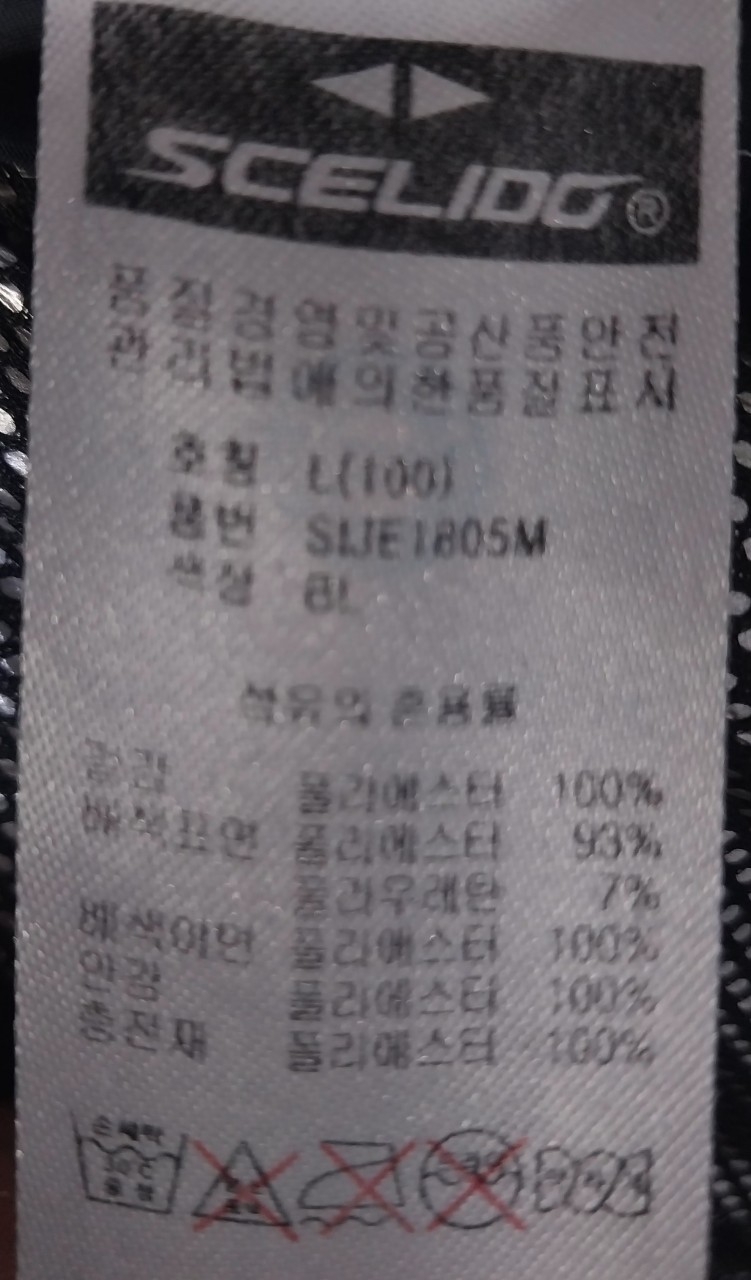 SCELIDO®
품질경영및공산품안전
관리법에의한품질표시
호칭 L(100)
품번 SLJE1805M
색상 BL
섬유의 혼용률
겉감 폴리에스터 100%
배색표면 폴리에스터 93%
폴리우레탄 7%
배색이면 폴리에스터 100%
안감 폴리에스터 100%
충전재 폴리에스터 100%
손세탁
30℃
중성